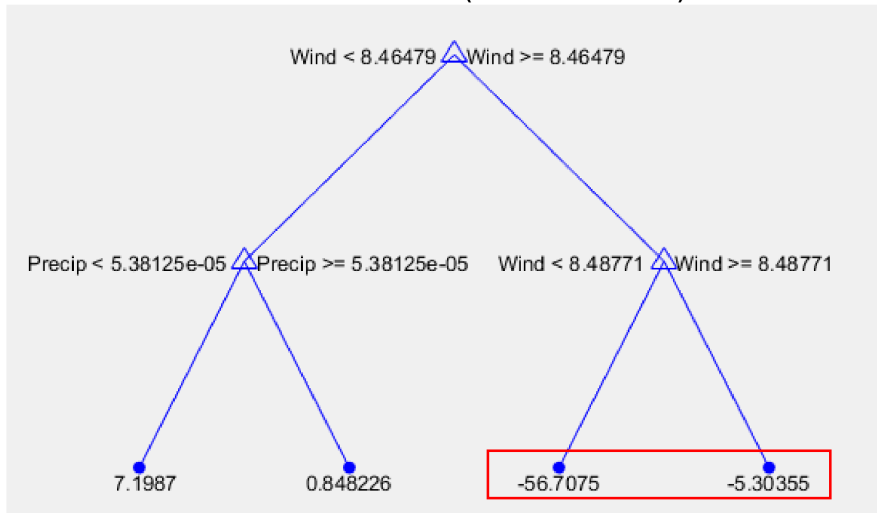 Wind < 8.46479 Wind >= 8.46479
Precip < 5.38125e-05 Precip >= 5.38125e-05 Wind < 8.48771 Wind >= 8.48771
7.1987 0.848226 -56.7075 -5.30355